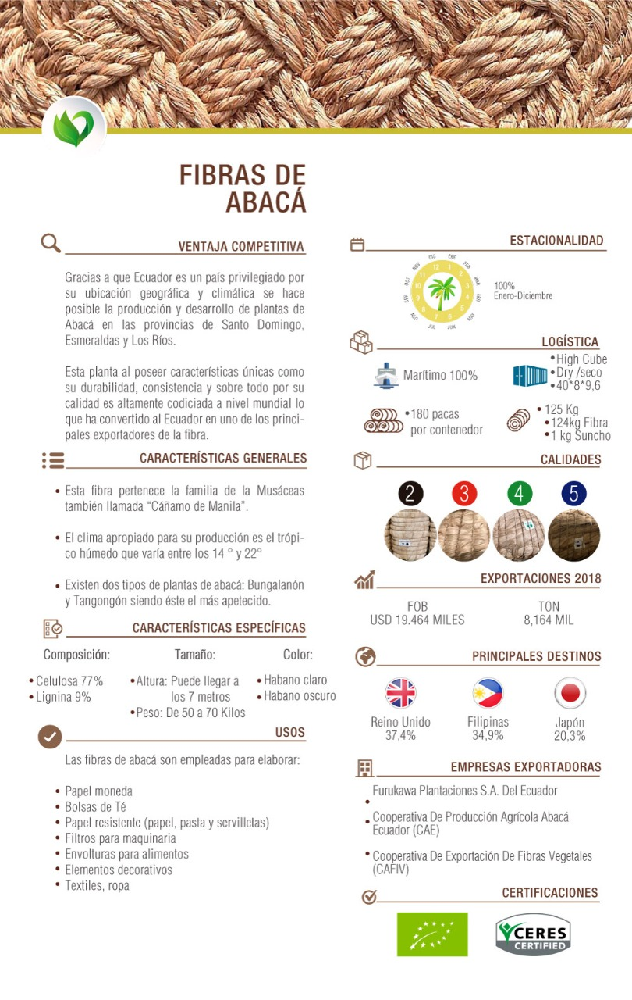 FIBRAS DE
ABACÁ
VENTAJA COMPETITIVA
Gracias a que Ecuador es un país privilegiado por
su ubicación geográfica y climática se hace
posible la producción y desarrollo de plantas de
Abacá en las provincias de Santo Domingo,
Esmeraldas y Los Ríos.
Esta planta al poseer características únicas como
su durabilidad, consistencia y sobre todo por su
calidad es altamente codiciada a nivel mundial lo
que ha convertido al Ecuador en uno de los princi-
pales exportadores de la fibra.
CARACTERÍSTICAS GENERALES
• Esta fibra pertenece la familia de la Musáceas
también llamada “Cáñamo de Manila”.
• El clima apropiado para su producción es el trópi-
co húmedo que varía entre los 14 ° y 22°
• Existen dos tipos de plantas de abacá: Bungalanón
y Tangongón siendo éste el más apetecido.
CARACTERÍSTICAS ESPECÍFICAS
Composición:
• Celulosa 77%
• Lignina 9%
Tamaño:
• Altura: Puede llegar a
los 7 metros
• Peso: De 50 a 70 Kilos
Color:
• Habano claro
• Habano oscuro
USOS
Las fibras de abacá son empleadas para elaborar:
• Papel moneda
• Bolsas de Té
• Papel resistente (papel, pasta y servilletas)
• Filtros para maquinaria
• Envolturas para alimentos
• Elementos decorativos
• Textiles, ropa
ESTACIONALIDAD
ENE
FEB
MAR
ABR
MAY
JUN
JUL
AGO
SEP
OCT
NOV
DIC
1
2
3
4
5
6
7
8
9
10
11
12
100%
Enero-Diciembre
LOGÍSTICA
Marítimo 100%
• High Cube
• Dry /seco
• 40*8*9,6
• 180 pacas
por contenedor
• 125 Kg
• 124kg Fibra
• 1 kg Suncho
CALIDADES
2
3
4
5
EXPORTACIONES 2018
FOB
USD 19.464 MILES
TON
8,164 MIL
PRINCIPALES DESTINOS
Reino Unido
37,4%
Filipinas
34,9%
Japón
20,3%
EMPRESAS EXPORTADORAS
Furukawa Plantaciones S.A. Del Ecuador
•
• Cooperativa De Producción Agrícola Abacá
Ecuador (CAE)
• Cooperativa De Exportación De Fibras Vegetales
(CAFIV)
CERTIFICACIONES
CERES
CERTIFIED